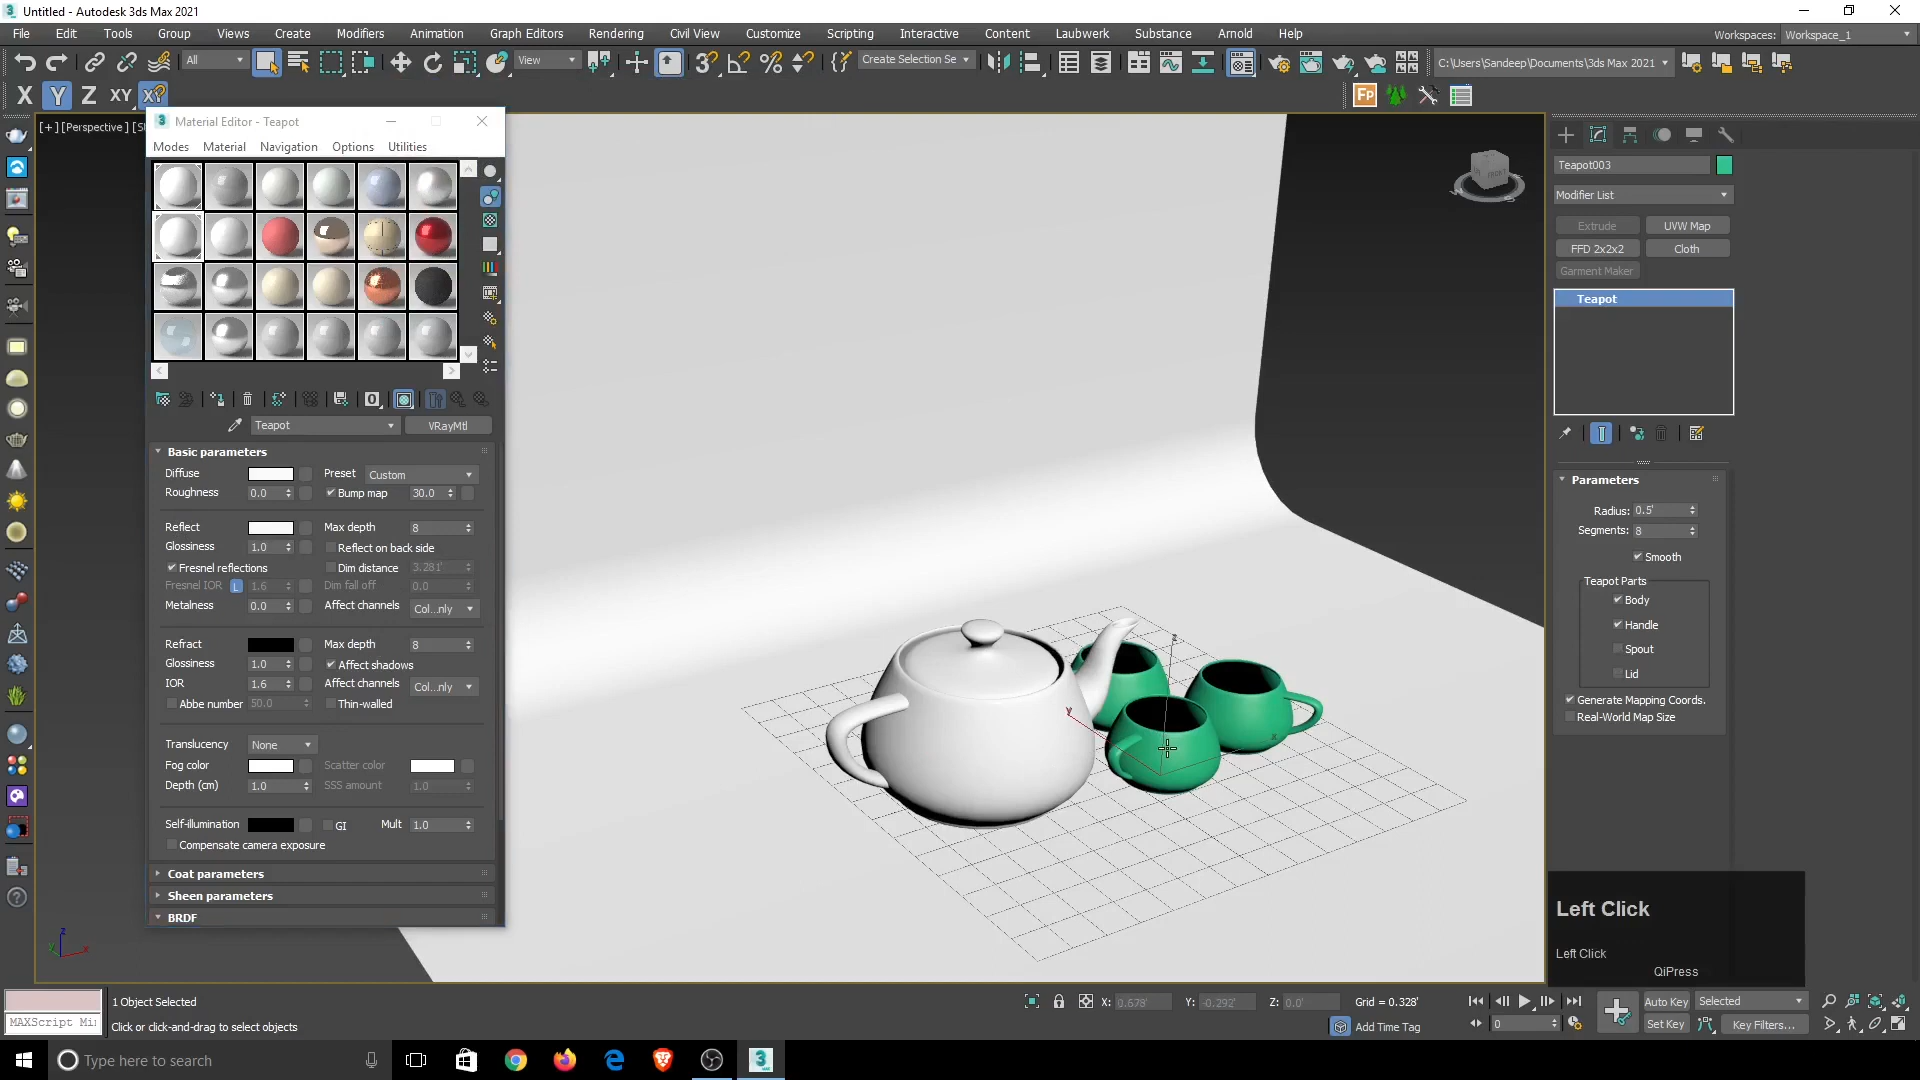 Untitled - Autodesk 3ds Max 2021
File Edit Tools Group Views Create Modifiers Animation Graph Editors Rendering Civil View Customize Scripting Interactive Content Laubwerk Substance Arnold Help
Workspaces: Workspace_1
All View Create Selection Se C:\Users\Sandeep\Documents\3ds Max 2021
X Y Z XY XY Fp
[+] [Perspective]
Material Editor - Teapot
Modes Material Navigation Options Utilities
Teapot VRayMtl
Basic parameters
Diffuse Preset Custom
Roughness 0.0 Bump map 30.0
Reflect Max depth 8
Glossiness 1.0 Reflect on back side
Fresnel reflections Dim distance 3.281'
Fresnel IOR L 1.6 Dim fall off 0.0
Metalness 0.0 Affect channels Col...nly
Refract Max depth 8
Glossiness 1.0 Affect shadows
IOR 1.6 Affect channels Col...nly
Abbe number 50.0 Thin-walled
Translucency None
Fog color Scatter color
Depth (cm) 1.0 SSS amount 1.0
Self-illumination GI Mult 1.0
Compensate camera exposure
Coat parameters
Sheen parameters
BRDF
FRONT
Teapot003
Modifier List
Extrude UVW Map
FFD 2x2x2 Cloth
Garment Maker
Teapot
Parameters
Radius: 0.5'
Segments: 8
Smooth
Teapot Parts
Body
Handle
Spout
Lid
Generate Mapping Coords.
Real-World Map Size
Left Click
Left Click
QiPress
z
y
x
z
y
x
MAXScript Mi
1 Object Selected
Click or click-and-drag to select objects
X: 0.678' Y: -0.292' Z: 0.0' Grid = 0.328'
Add Time Tag
0
Auto Key Selected
Set Key Key Filters...
Type here to search